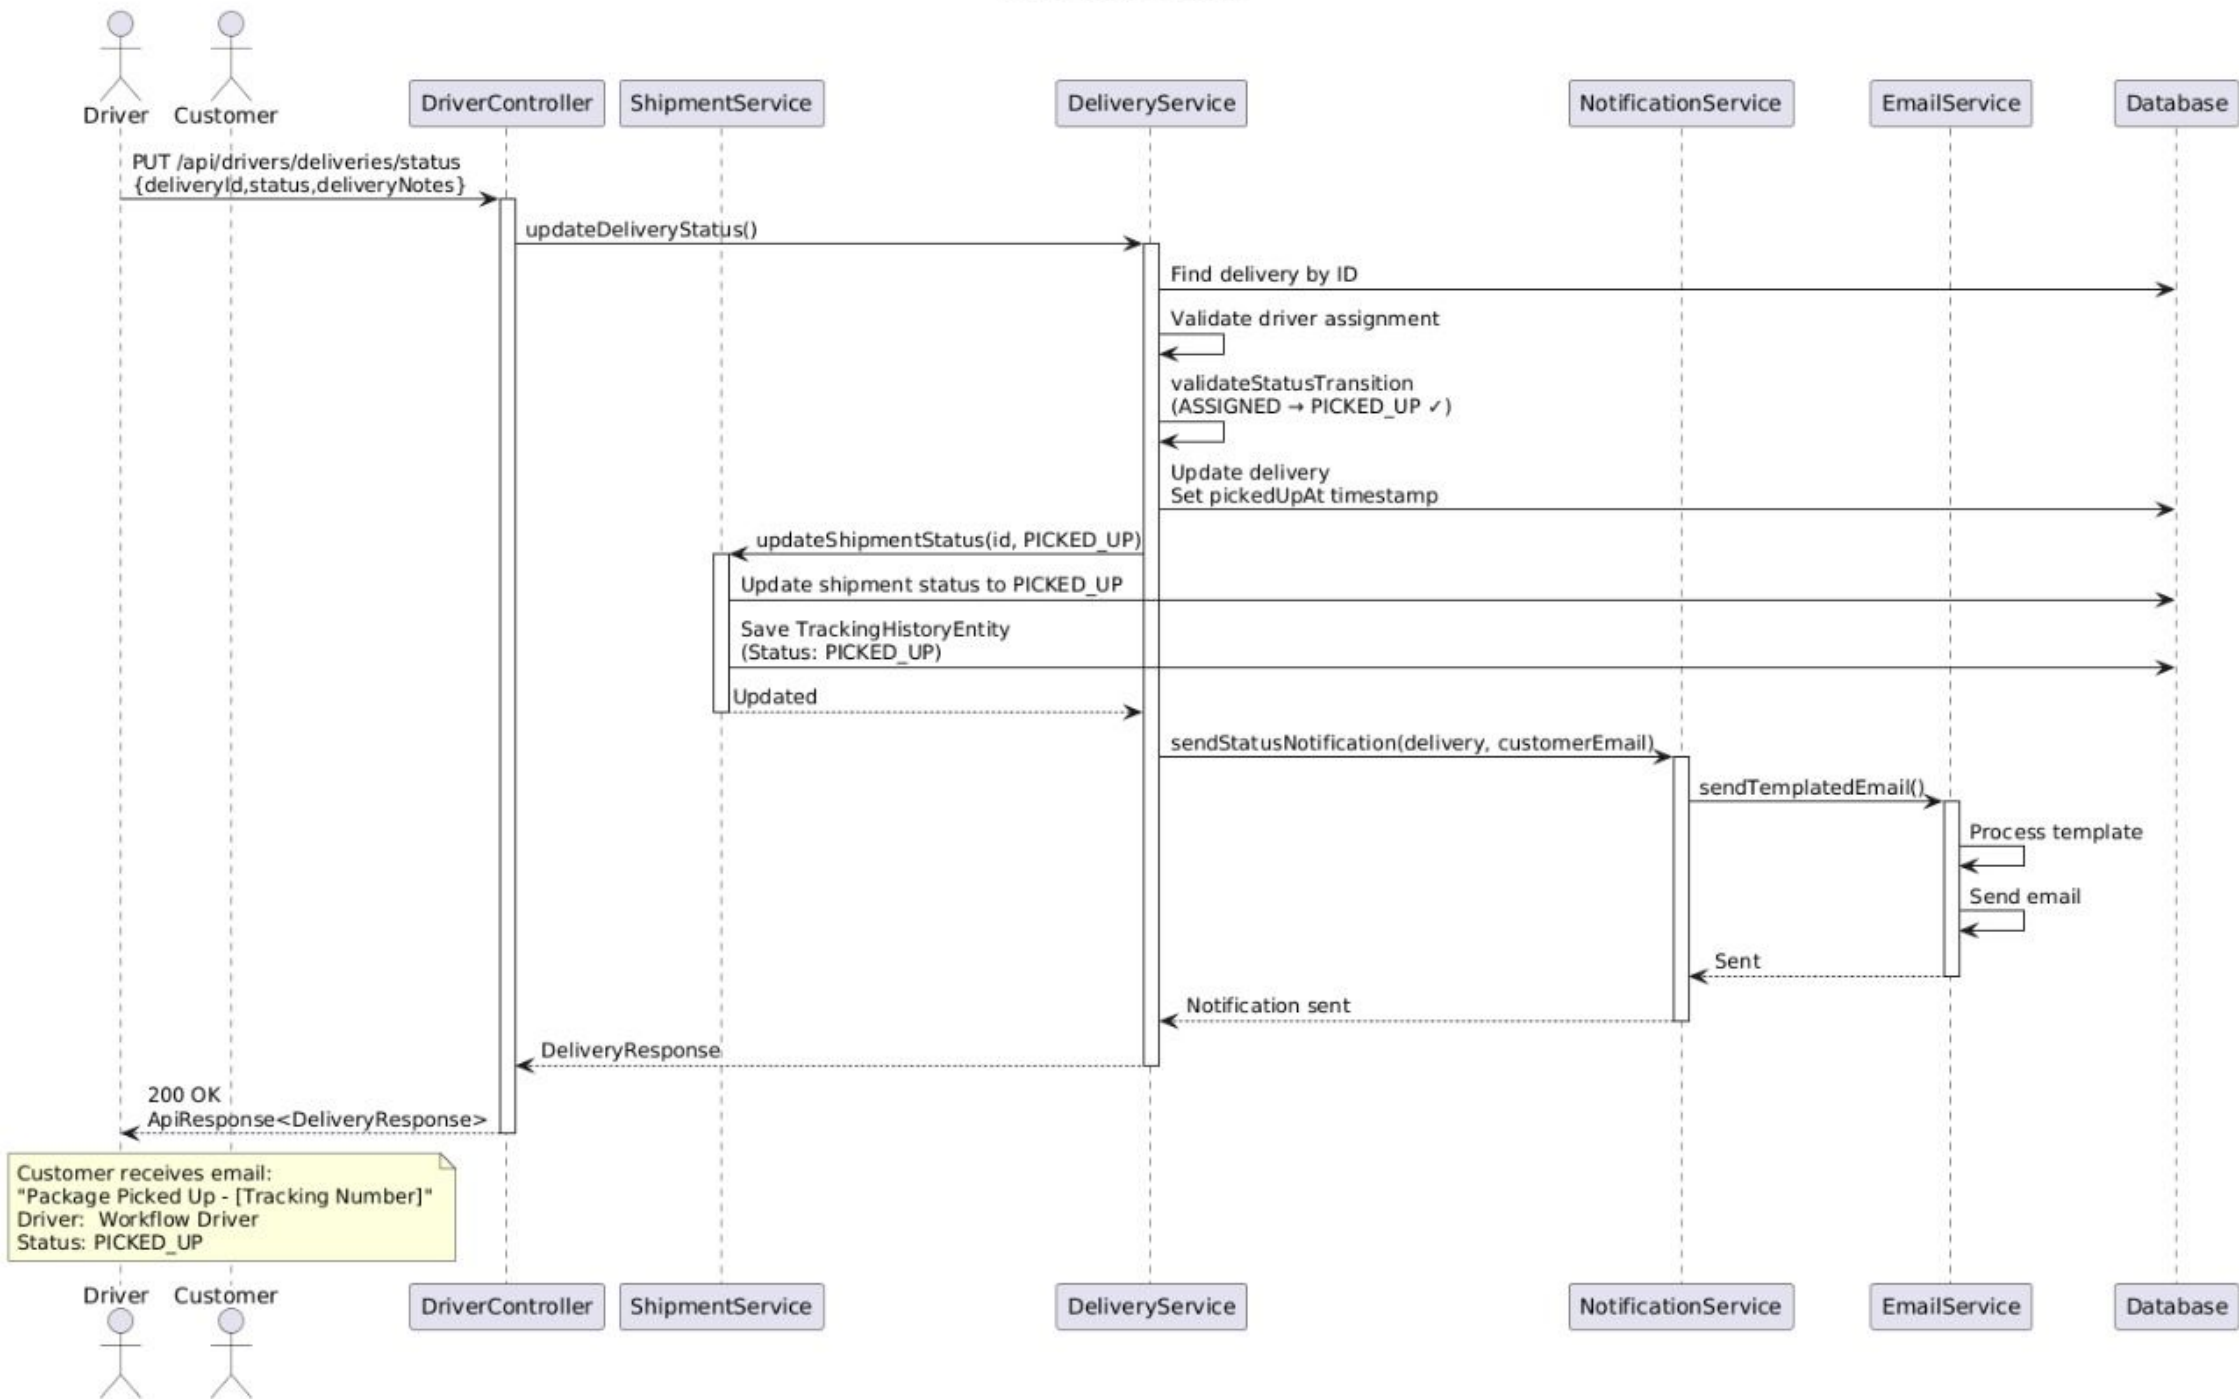 Driver
Customer
DriverController
ShipmentService
DeliveryService
NotificationService
EmailService
Database
PUT /api/drivers/deliveries/status
{deliveryId,status,deliveryNotes}
updateDeliveryStatus()
Find delivery by ID
Validate driver assignment
validateStatusTransition
(ASSIGNED → PICKED_UP ✓)
Update delivery
Set pickedUpAt timestamp
updateShipmentStatus(id, PICKED_UP)
Update shipment status to PICKED_UP
Save TrackingHistoryEntity
(Status: PICKED_UP)
Updated
sendStatusNotification(delivery, customerEmail)
sendTemplatedEmail()
Process template
Send email
Sent
Notification sent
DeliveryResponse
200 OK
ApiResponse<DeliveryResponse>
Customer receives email:
"Package Picked Up - [Tracking Number]"
Driver:  Workflow Driver
Status: PICKED_UP
Driver
Customer
DriverController
ShipmentService
DeliveryService
NotificationService
EmailService
Database